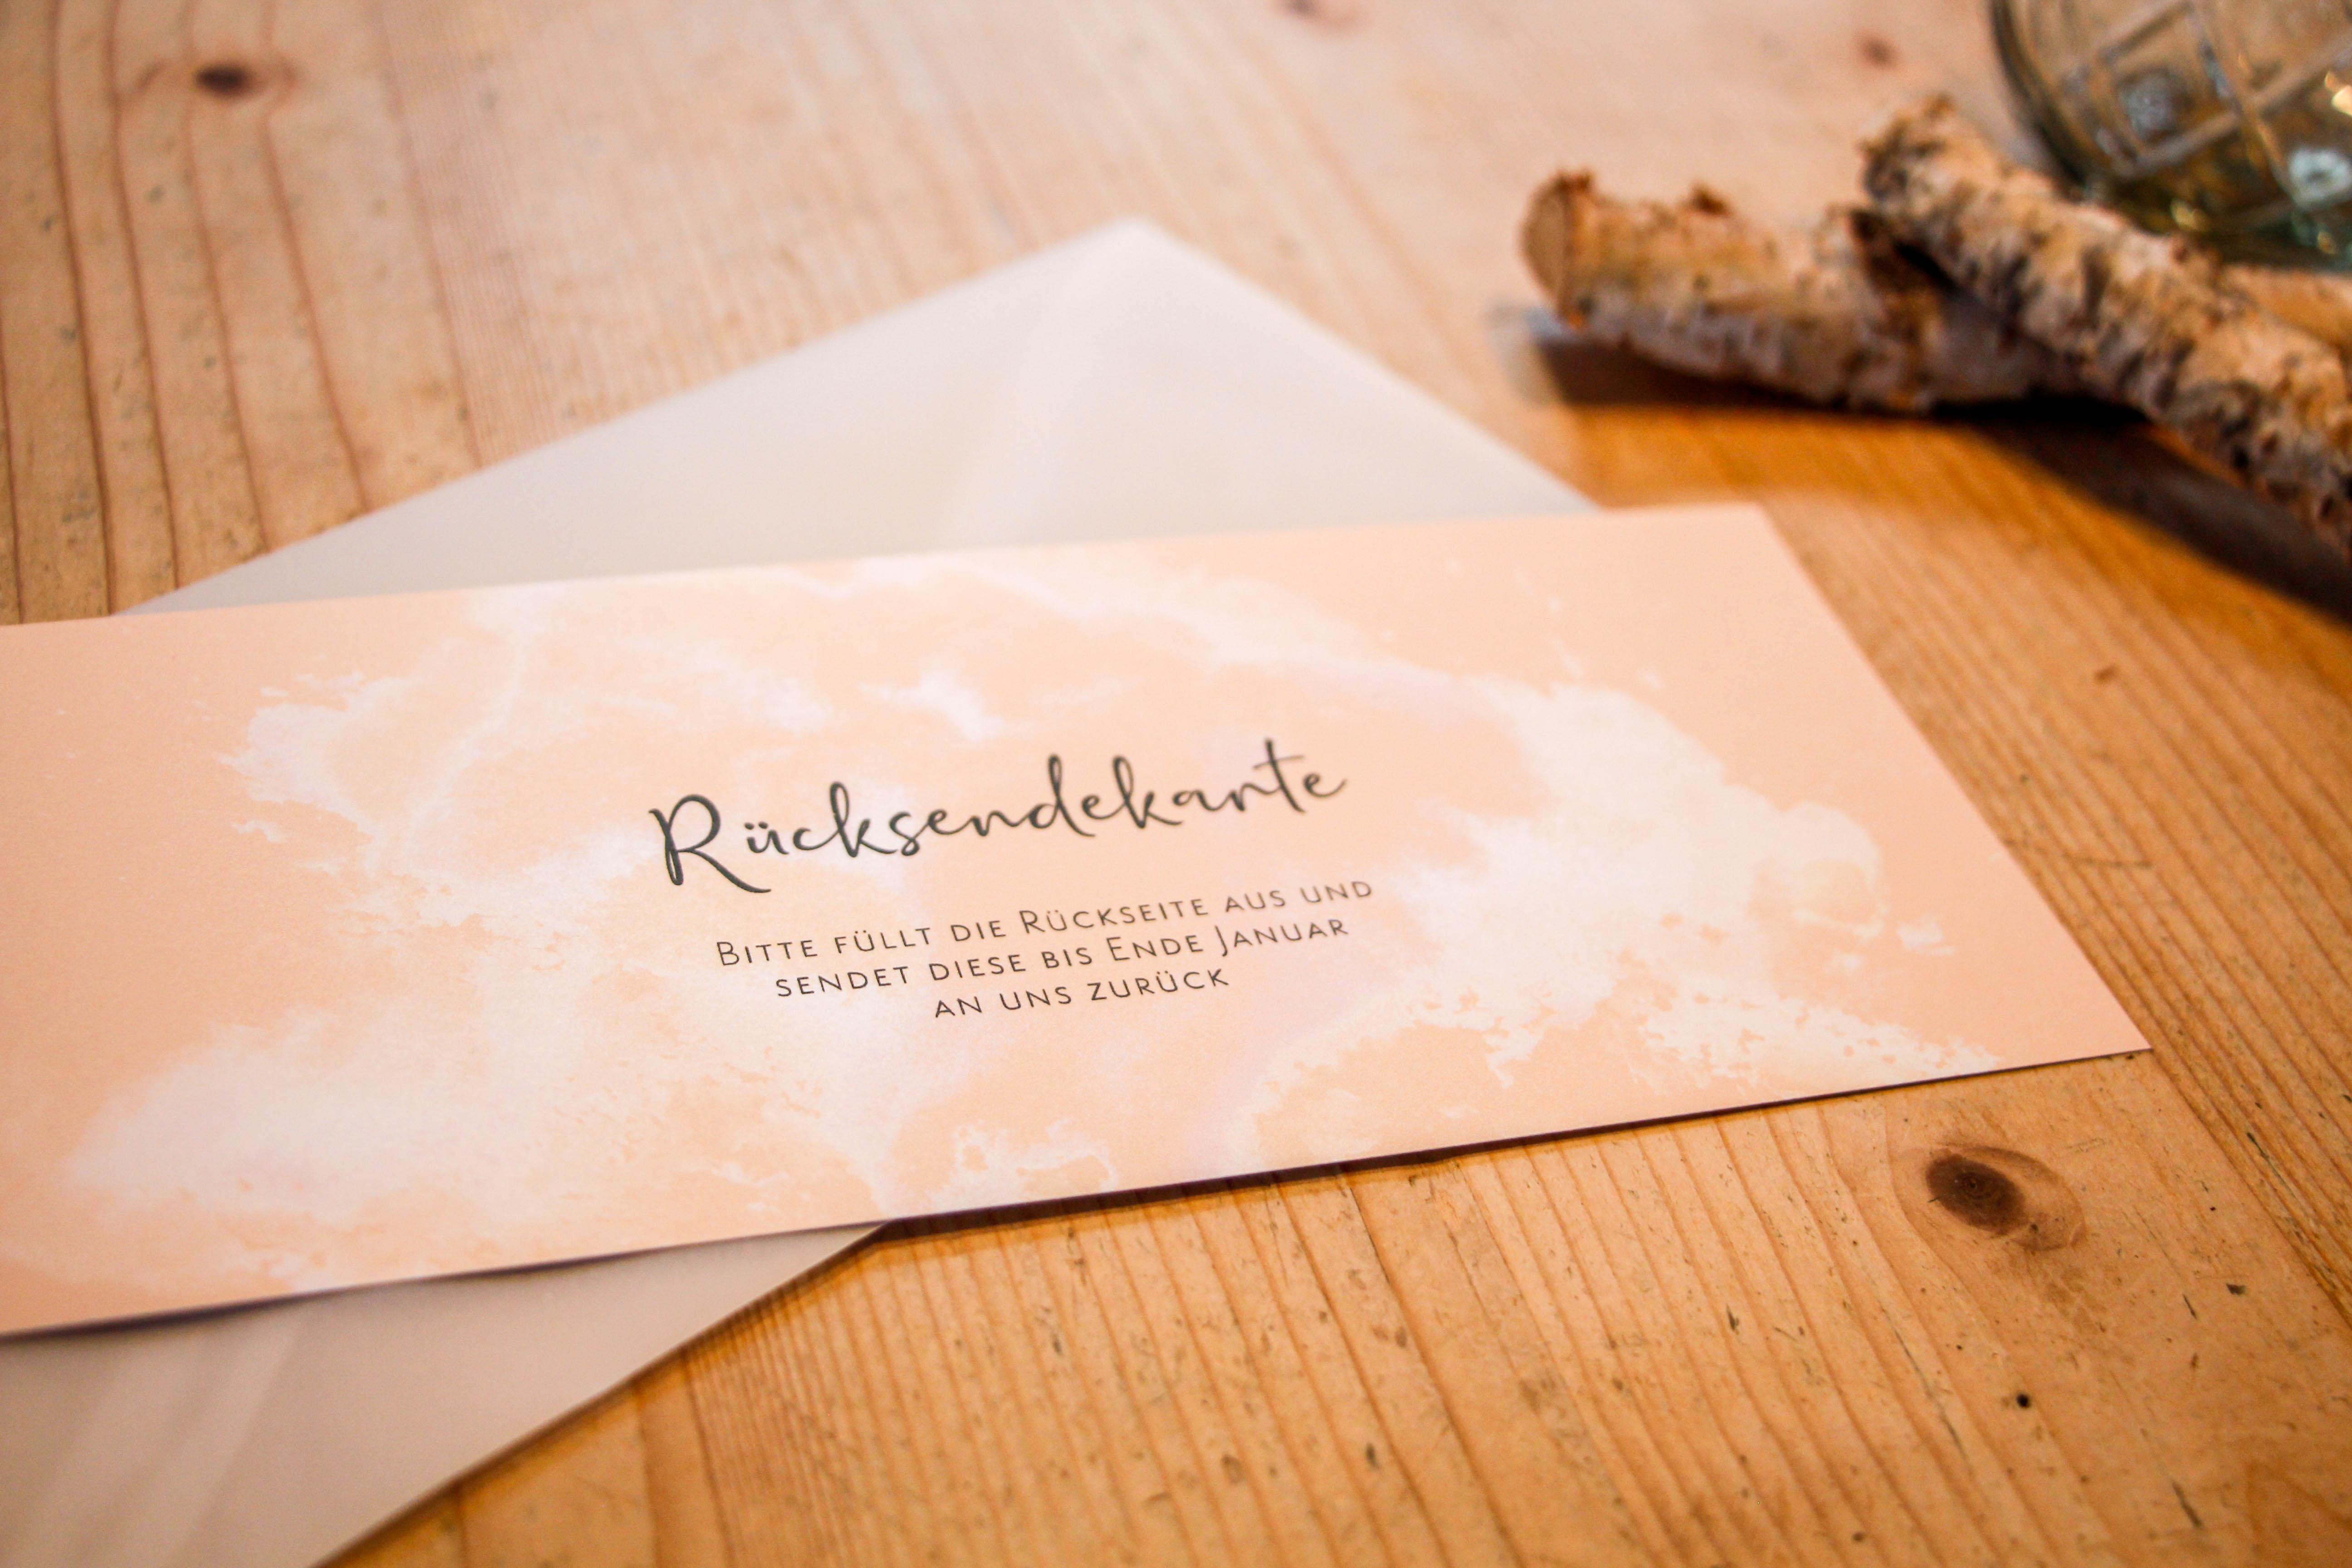 Rücksendekarte
Bitte füllt die Rückseite aus und
sendet diese bis Ende Januar
an uns zurück